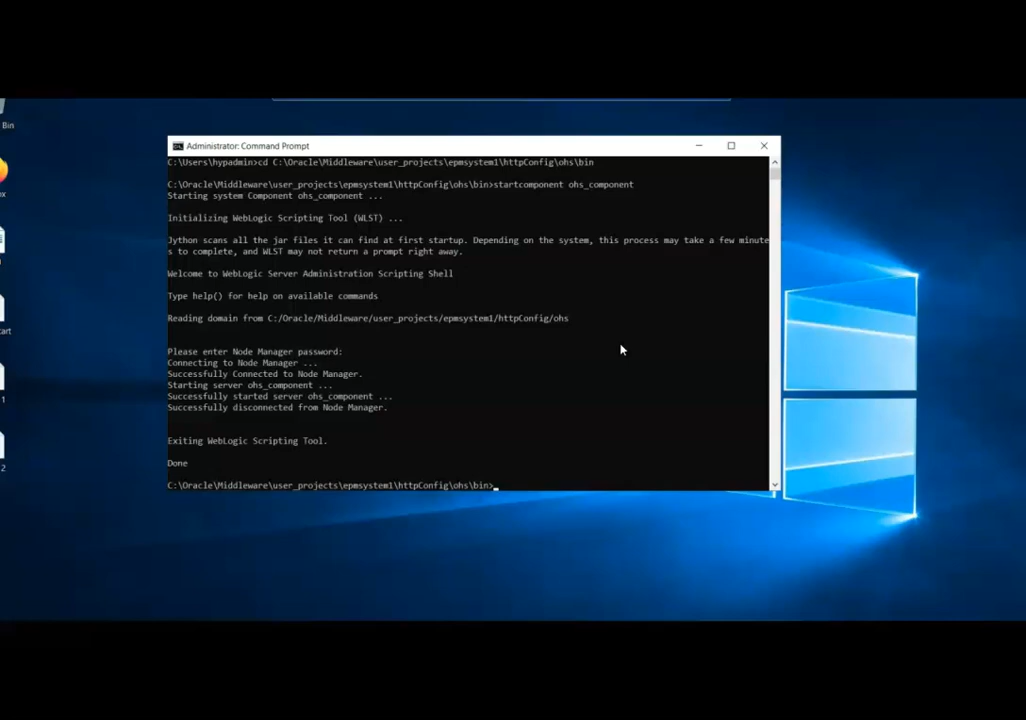 Bin
Administrator: Command Prompt
C:\Users\hypadmin>cd C:\Oracle\Middleware\user_projects\epmsystem1\httpConfig\ohs\bin
C:\Oracle\Middleware\user_projects\epmsystem1\httpConfig\ohs\bin>startcomponent ohs_component
Starting system Component ohs_component ...
Initializing WebLogic Scripting Tool (WLST) ...
Jython scans all the jar files it can find at first startup. Depending on the system, this process may take a few minute
s to complete, and WLST may not return a prompt right away.
Welcome to WebLogic Server Administration Scripting Shell
Type help() for help on available commands
Reading domain from C:/Oracle/Middleware/user_projects/epmsystem1/httpConfig/ohs
Please enter Node Manager password:
Connecting to Node Manager ...
Successfully Connected to Node Manager.
Starting server ohs_component ...
Successfully started server ohs_component ...
Successfully disconnected from Node Manager.
Exiting WebLogic Scripting Tool.
Done
C:\Oracle\Middleware\user_projects\epmsystem1\httpConfig\ohs\bin>
ox
tart
1
2